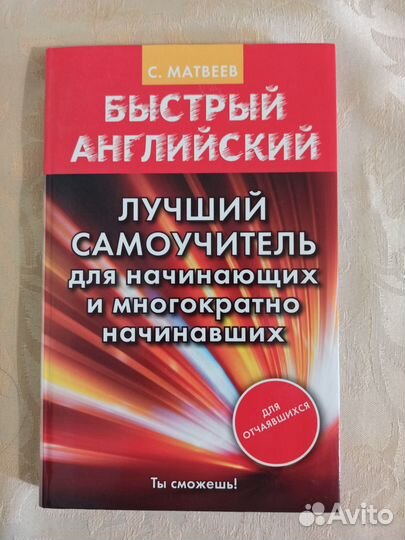 С. МАТВЕЕВ
БЫСТРЫЙ
АНГЛИЙСКИЙ
ЛУЧШИЙ
САМОУЧИТЕЛЬ
для начинающих
и многократно
начинавших
ДЛЯ
ОТЧАЯВШИХСЯ
Ты сможешь!
Avito